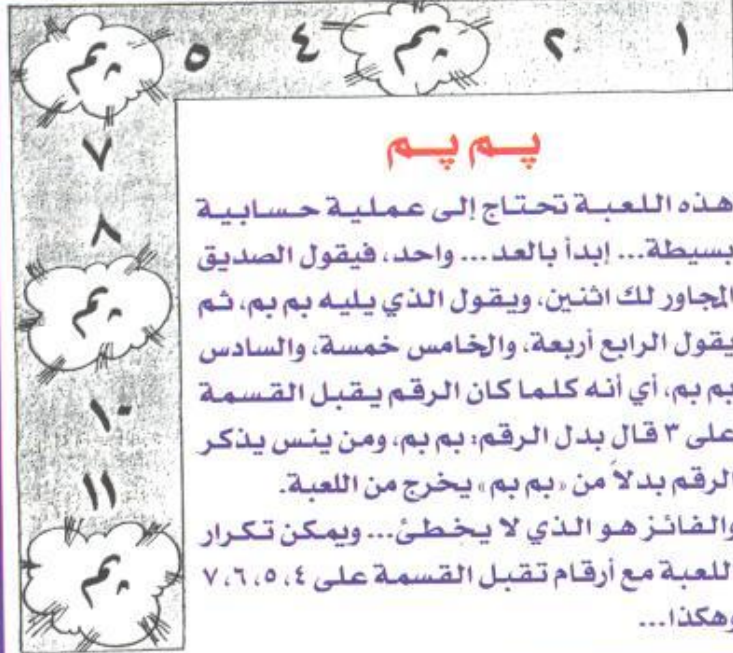 ١ ٢ بم ٤ ٥ بم
٧
٨
بم
١٠
١١
بم
بم بم
هذه اللعبة تحتاج إلى عملية حسابية
بسيطة... إبدأ بالعد... واحد، فيقول الصديق
المجاور لك اثنين، ويقول الذي يليه بم بم، ثم
يقول الرابع أربعة، والخامس خمسة، والسادس
بم بم، أي أنه كلما كان الرقم يقبل القسمة
على ٣ قال بدل الرقم: بم بم، ومن ينس يذكر
الرقم بدلاً من «بم بم» يخرج من اللعبة.
والفائز هو الذي لا يخطئ... ويمكن تكرار
اللعبة مع أرقام تقبل القسمة على ٤، ٥، ٦، ٧
وهكذا...